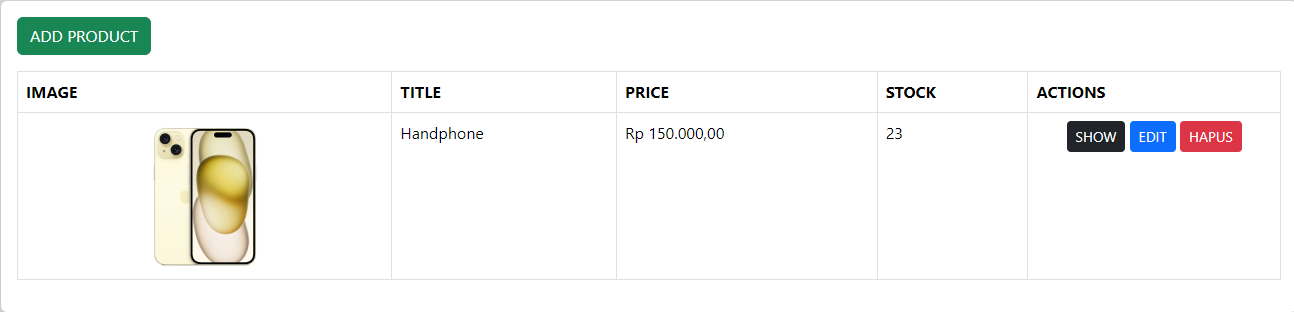 ADD PRODUCT
IMAGE TITLE PRICE STOCK ACTIONS
Handphone Rp 150.000,00 23 SHOW EDIT HAPUS